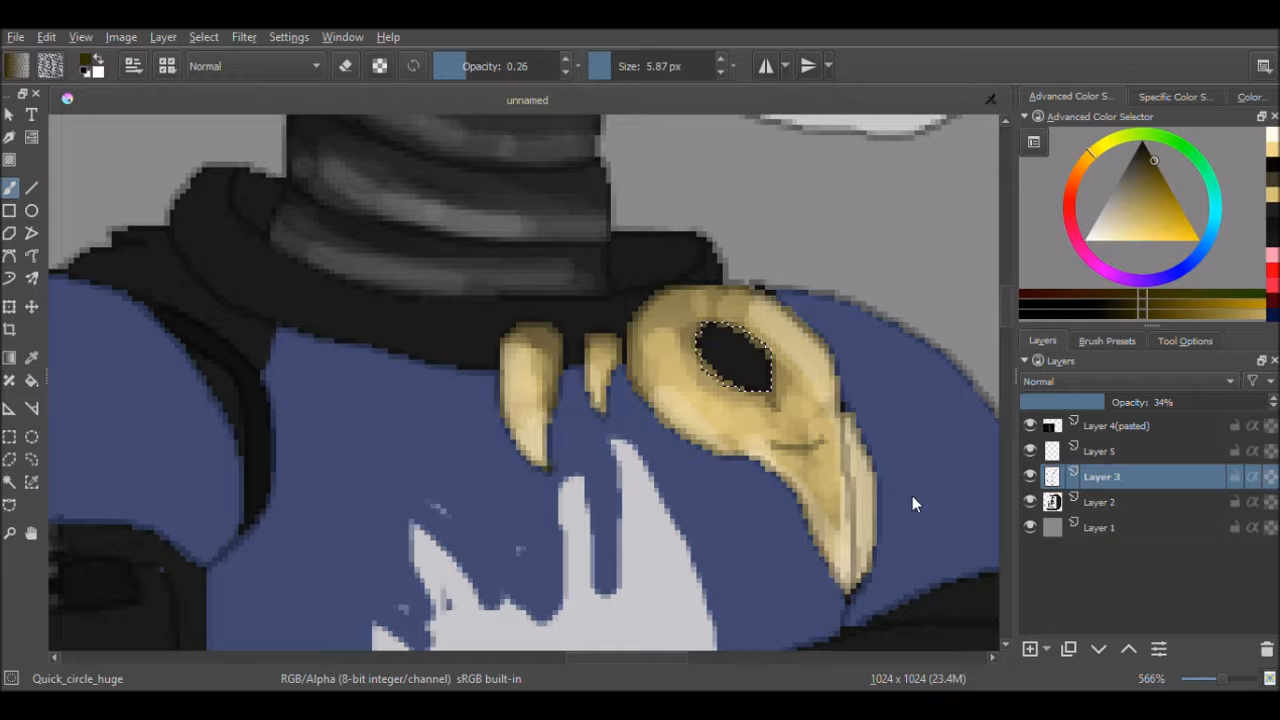 File Edit View Image Layer Select Filter Settings Window Help
Normal Opacity: 0.26 Size: 5.87 px
unnamed
Advanced Color S... Specific Color S... Color...
Advanced Color Selector
Layers Brush Presets Tool Options
Layers
Normal
Opacity: 34%
Layer 4(pasted)
Layer 5
Layer 3
Layer 2
Layer 1
Quick_circle_huge RGB/Alpha (8-bit integer/channel) sRGB built-in 1024 x 1024 (23.4M) 566%